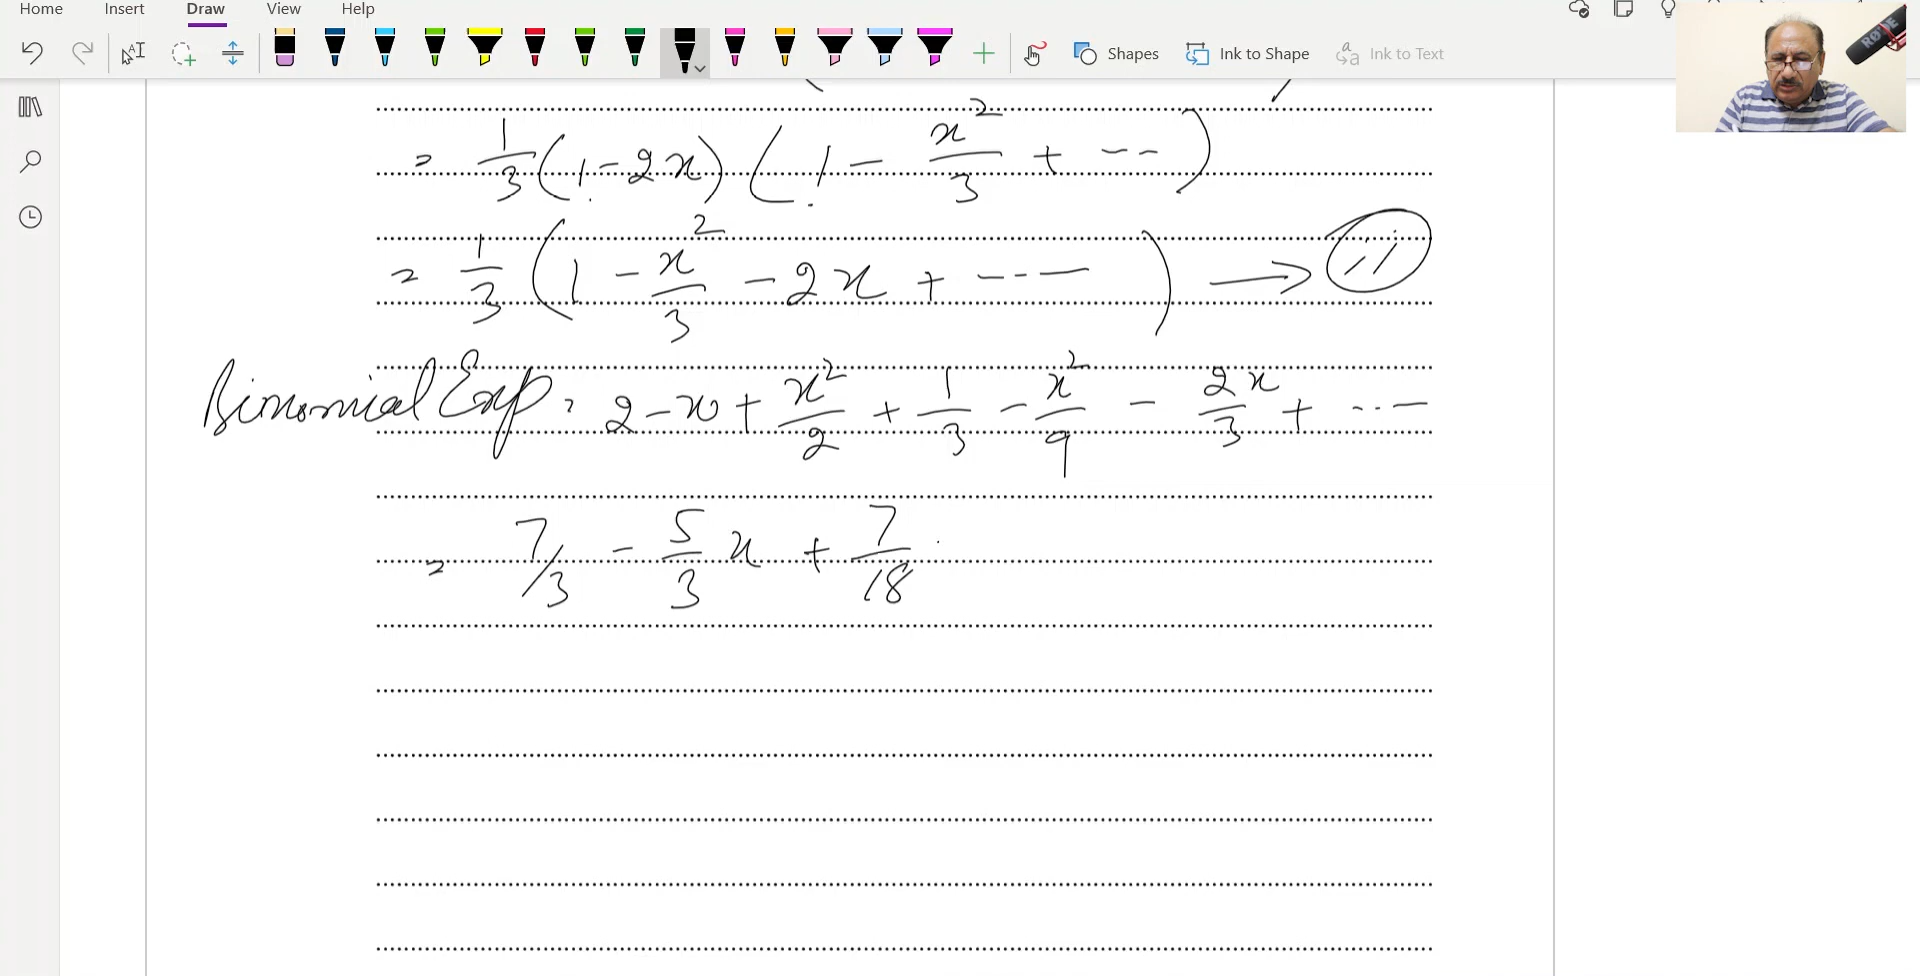 Home Insert Draw View Help
Shapes Ink to Shape Ink to Text
RØDE
= 1/3 (1 - 2x) (1 - x²/3 + --)
= 1/3 (1 - x²/3 - 2x + ---) → (ii)
Binomial Exp = 2 - x + x²/2 + 1/3 - x²/9 - 2x/3 + ---
= 7/3 - 5/3 x + 7/18